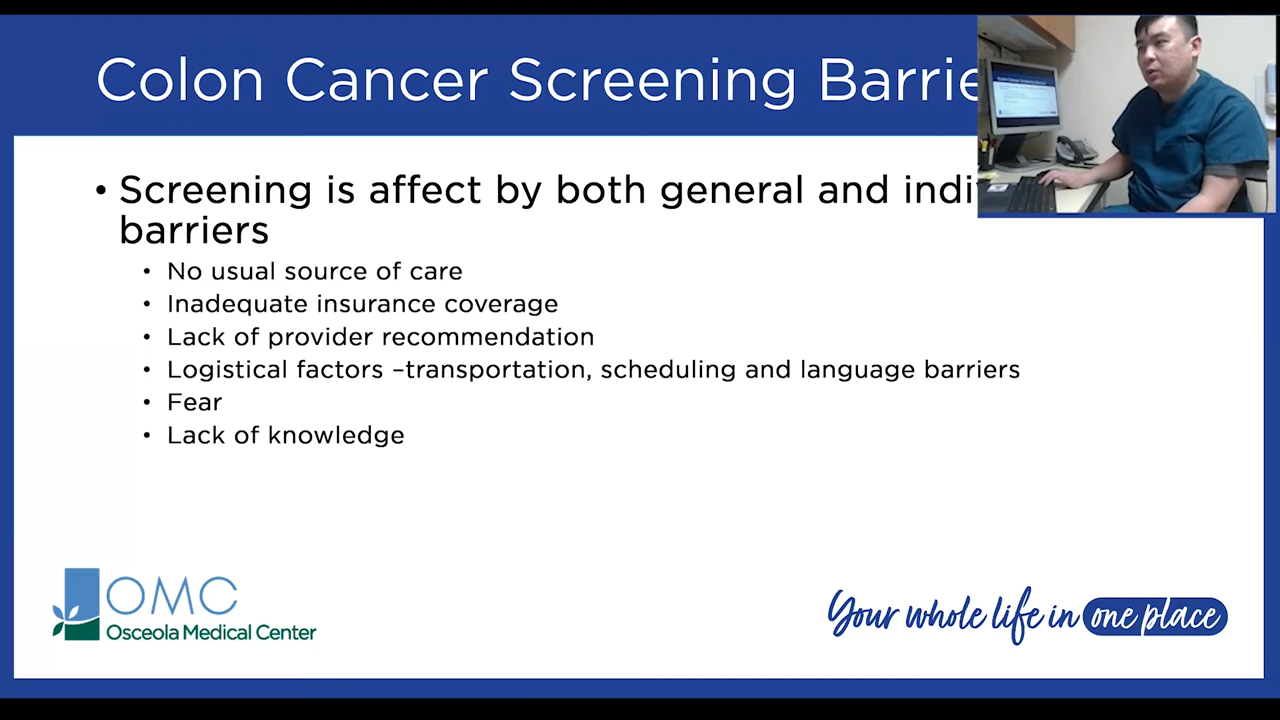 Colon Cancer Screening
• Screening is affect by both general and
barriers
• No usual source of care
• Inadequate insurance coverage
• Lack of provider recommendation
• Logistical factors –transportation, scheduling and language barriers
• Fear
• Lack of knowledge
OMC
Osceola Medical Center
Your whole life in one place